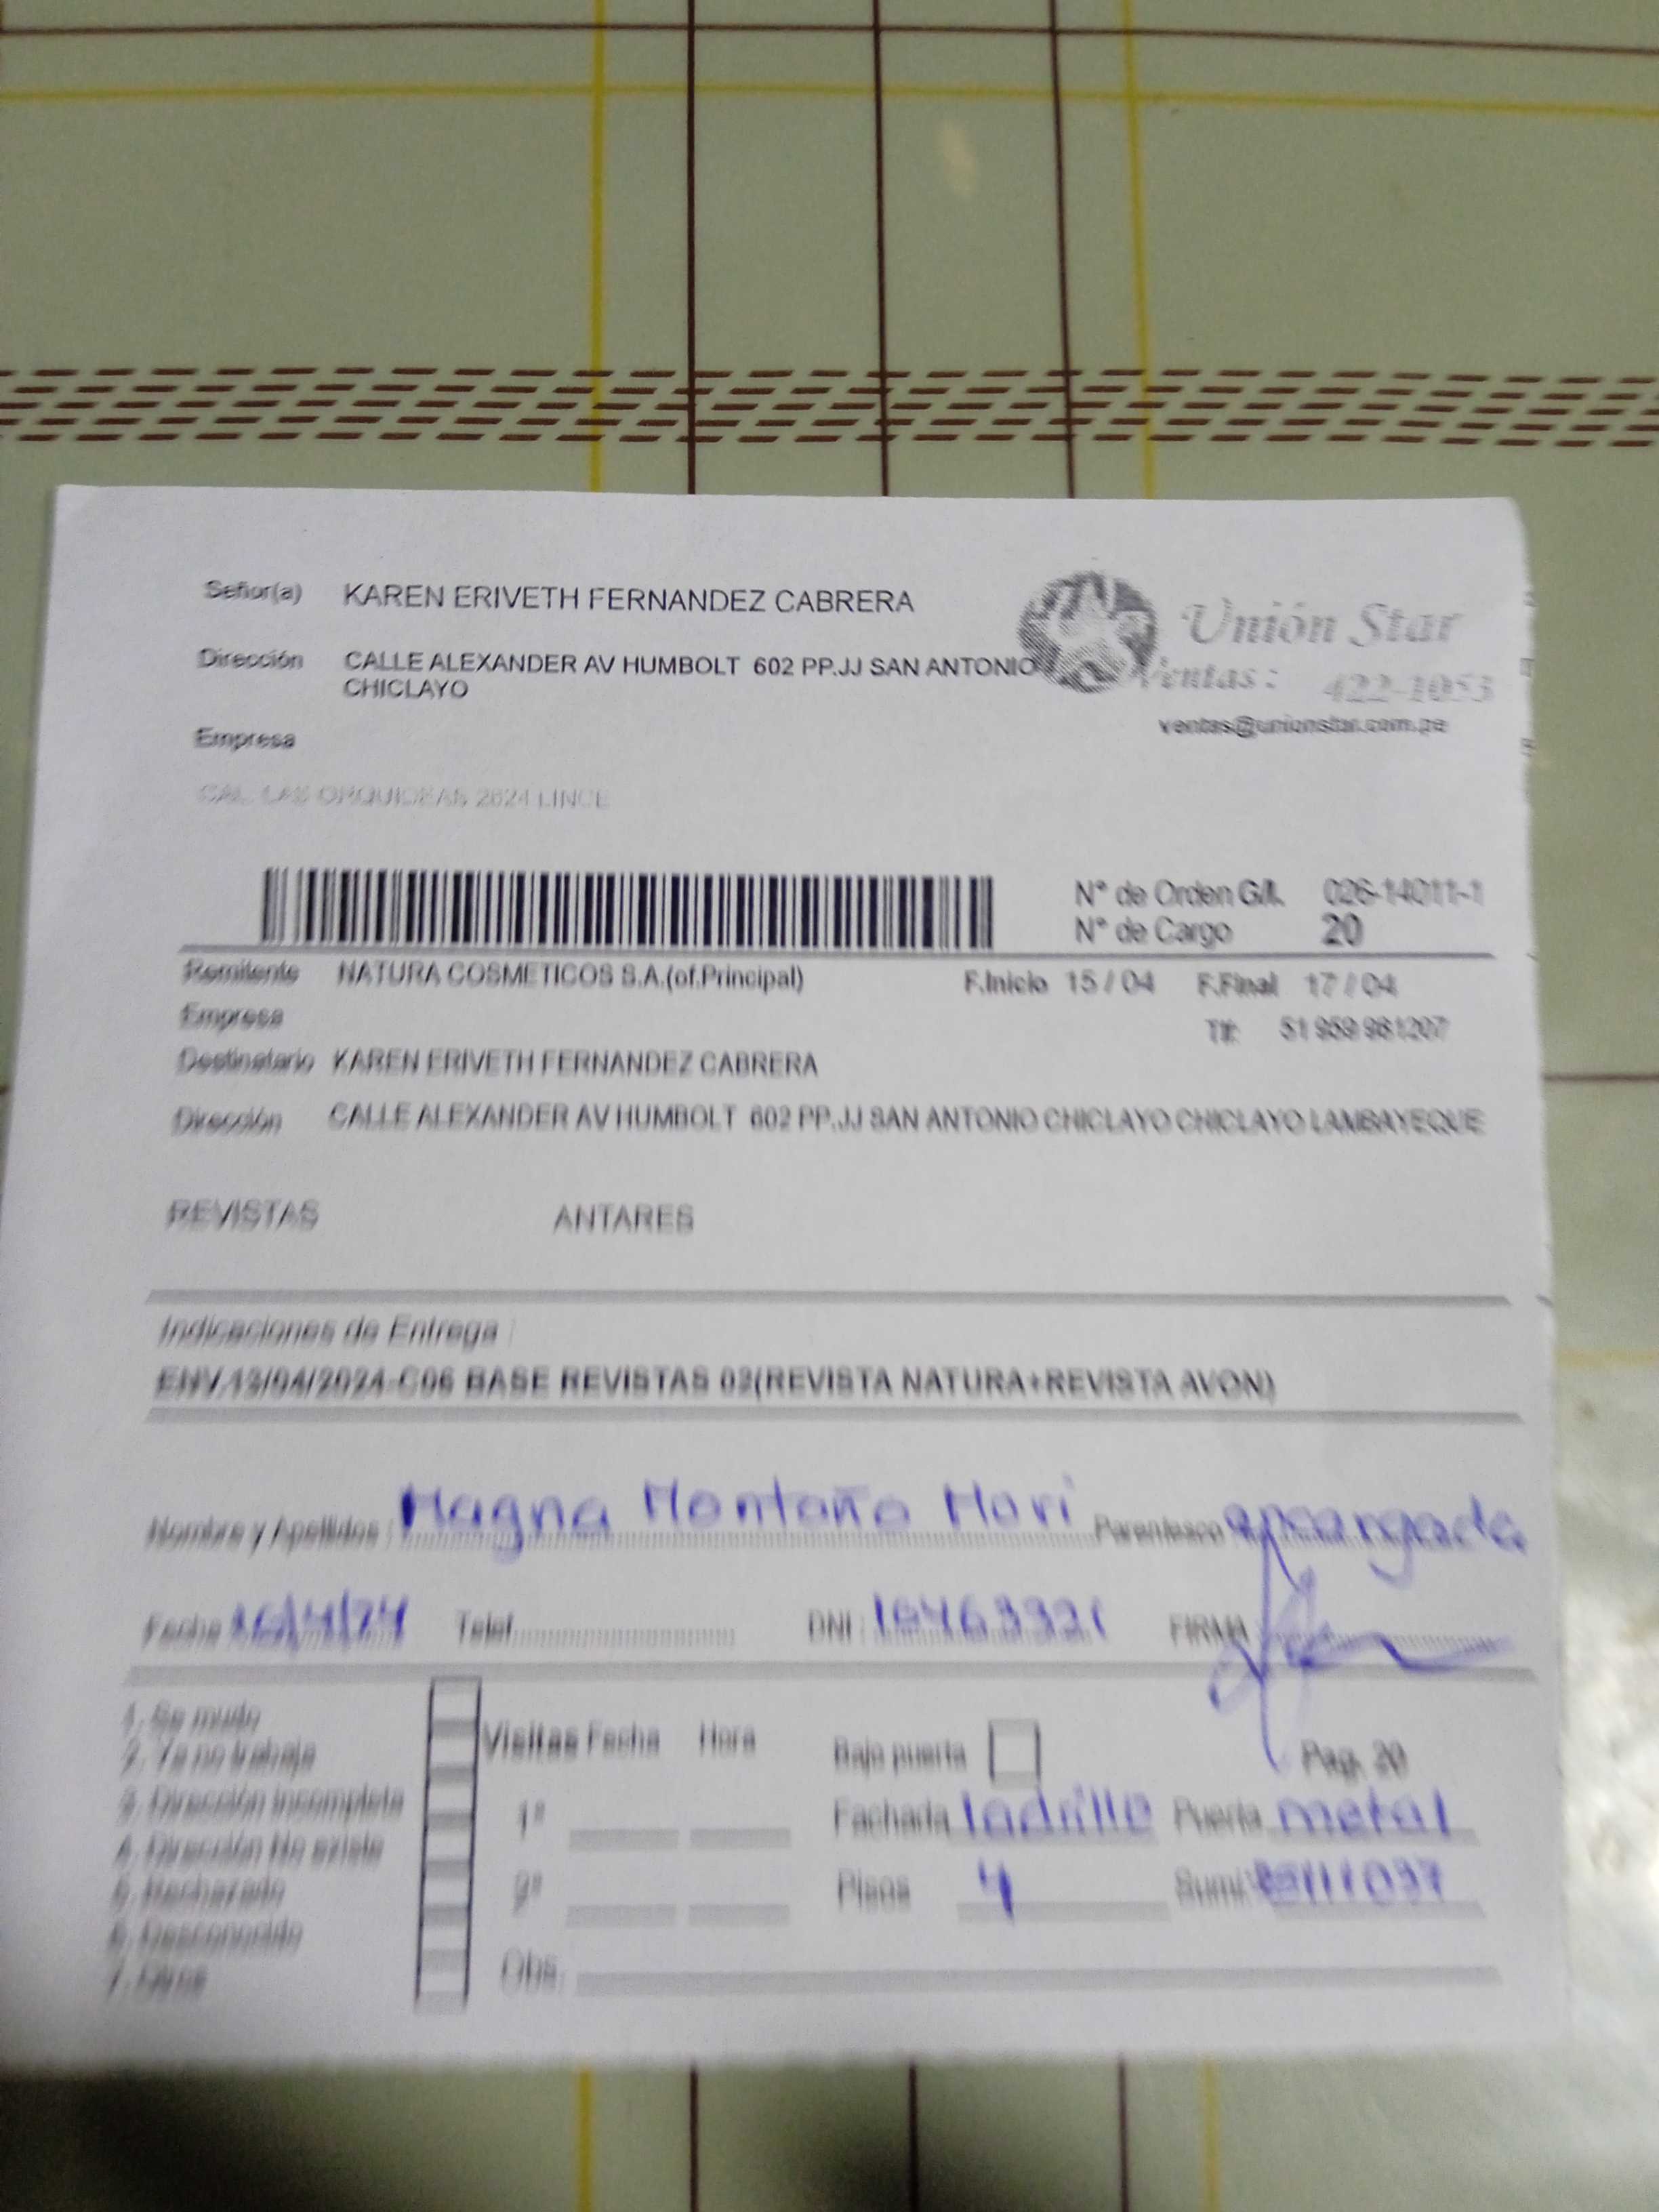 Señor(a) KAREN ERIVETH FERNANDEZ CABRERA
Unión Star
Dirección CALLE ALEXANDER AV HUMBOLT 602 PP.JJ SAN ANTONIO
CHICLAYO
Ventas: 422-1053
ventas@unionstar.com.pe
Empresa
CAL. LAS ORQUIDEAS 2624 LINCE
N° de Orden G/I. 026-14011-1
N° de Cargo 20
Remitente NATURA COSMETICOS S.A.(of.Principal) F.Inicio 15 / 04 F.Final 17 / 04
Empresa Tlf: 51 959 981207
Destinatario KAREN ERIVETH FERNANDEZ CABRERA
Dirección CALLE ALEXANDER AV HUMBOLT 602 PP.JJ SAN ANTONIO CHICLAYO CHICLAYO LAMBAYEQUE
REVISTAS ANTARES
Indicaciones de Entrega :
ENV.13/04/2024-C06 BASE REVISTAS 02(REVISTA NATURA+REVISTA AVON)
Nombre y Apellidos : Magna Montaño Mori Parentesco encargada
Fecha 16/4/24 Telef. DNI : FIRMA
1. Se mudo
2. Ya no trabaja
3. Dirección Incompleta
4. Dirección No existe
5. Rechazado
6. Desconocido
7. Otros
Visitas Fecha Hora
1ª
2ª
Obs.
Bajo puerta Pag. 20
Fachada ladrillo Puerta metal
Pisos 4 Sumi.